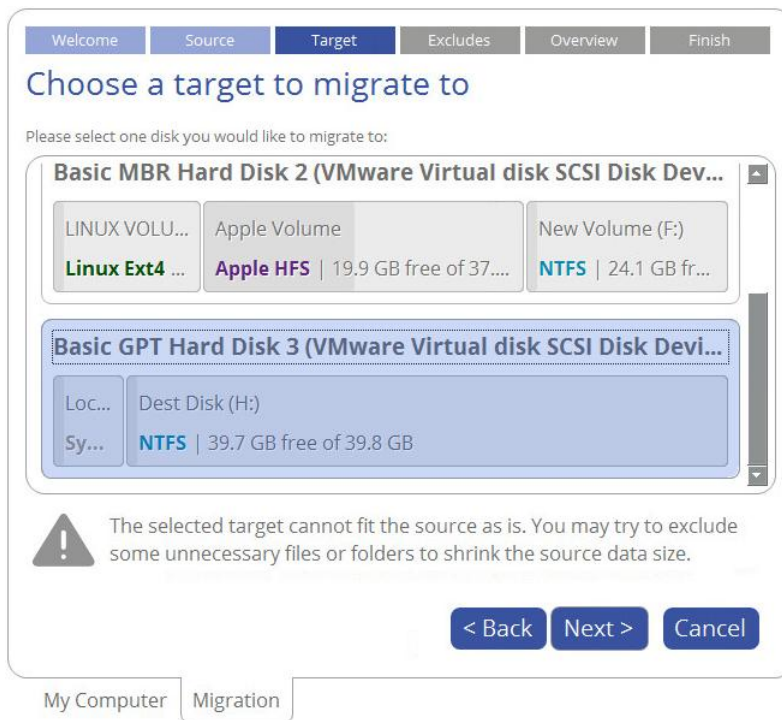 Welcome Source Target Excludes Overview Finish
Choose a target to migrate to
Please select one disk you would like to migrate to:
Basic MBR Hard Disk 2 (VMware Virtual disk SCSI Disk Dev...
LINUX VOLU... Apple Volume New Volume (F:)
Linux Ext4 ... Apple HFS | 19.9 GB free of 37.... NTFS | 24.1 GB fr...
Basic GPT Hard Disk 3 (VMware Virtual disk SCSI Disk Devi...
Loc... Dest Disk (H:)
Sy... NTFS | 39.7 GB free of 39.8 GB
The selected target cannot fit the source as is. You may try to exclude
some unnecessary files or folders to shrink the source data size.
< Back Next > Cancel
My Computer Migration